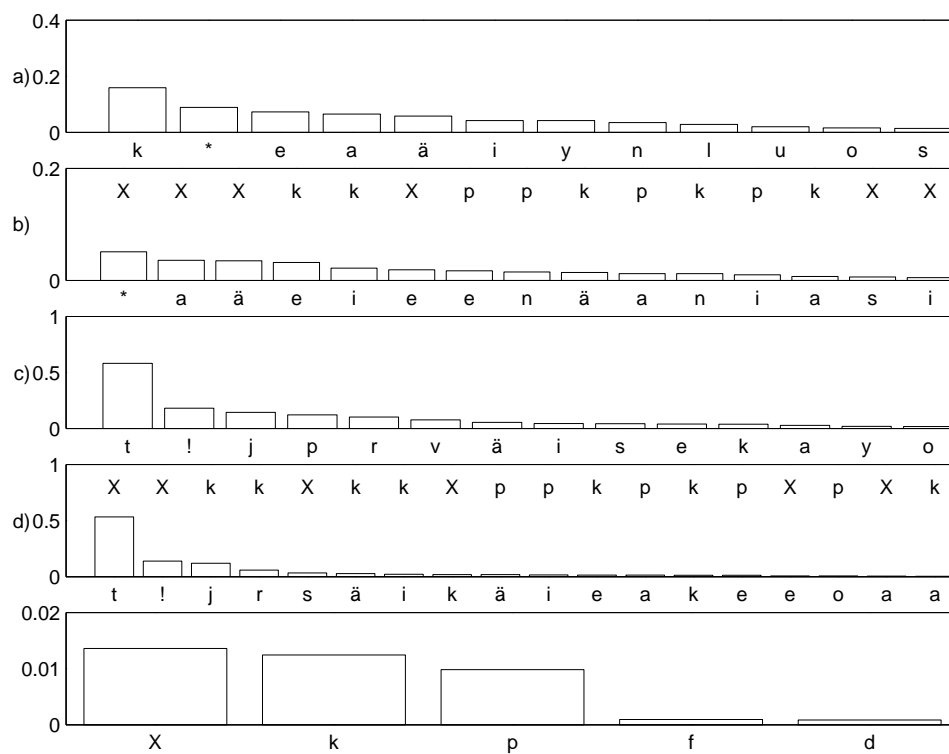 0.4
a) 0.2
0
k * e a ä i y n l u o s
0.2
X X X k k X p p k p k p k X X
b)
0
* a ä e i e e n ä a n i a s i
1
c) 0.5
0
t ! j p r v ä i s e k a y o
1
X X k k X k k X p p k p k p X p X k
d) 0.5
0
t ! j r s ä i k ä i e a k e e o a a
0.02
0.01
0
X k p f d